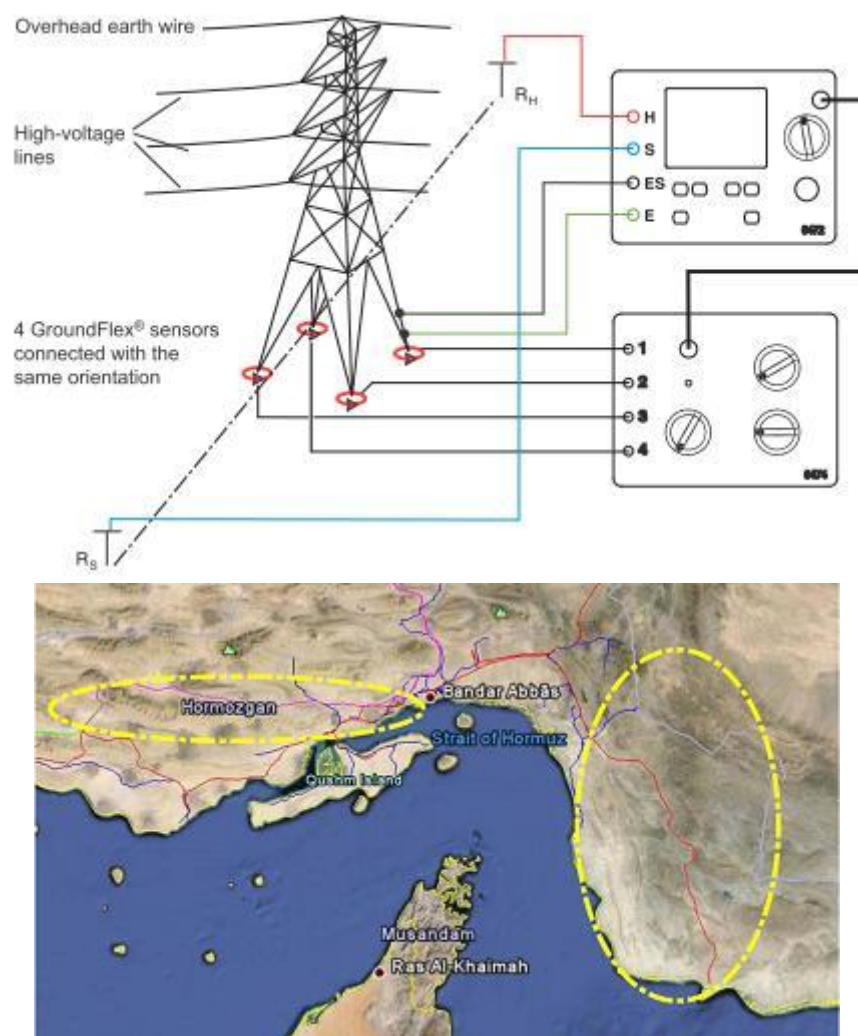 Overhead earth wire
High-voltage
lines
4 GroundFlex® sensors
connected with the
same orientation
R_H
R_S
H
S
ES
E
1
2
3
4
Hormozgan
Bandar Abbās
Strait of Hormuz
Qushm Island
Musandam
Ras Al-Khaimah